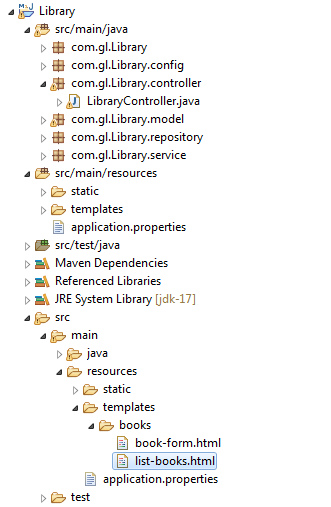 Library
src/main/java
com.gl.Library
com.gl.Library.config
com.gl.Library.controller
LibraryController.java
com.gl.Library.model
com.gl.Library.repository
com.gl.Library.service
src/main/resources
static
templates
application.properties
src/test/java
Maven Dependencies
Referenced Libraries
JRE System Library [jdk-17]
src
main
java
resources
static
templates
books
book-form.html
list-books.html
application.properties
test